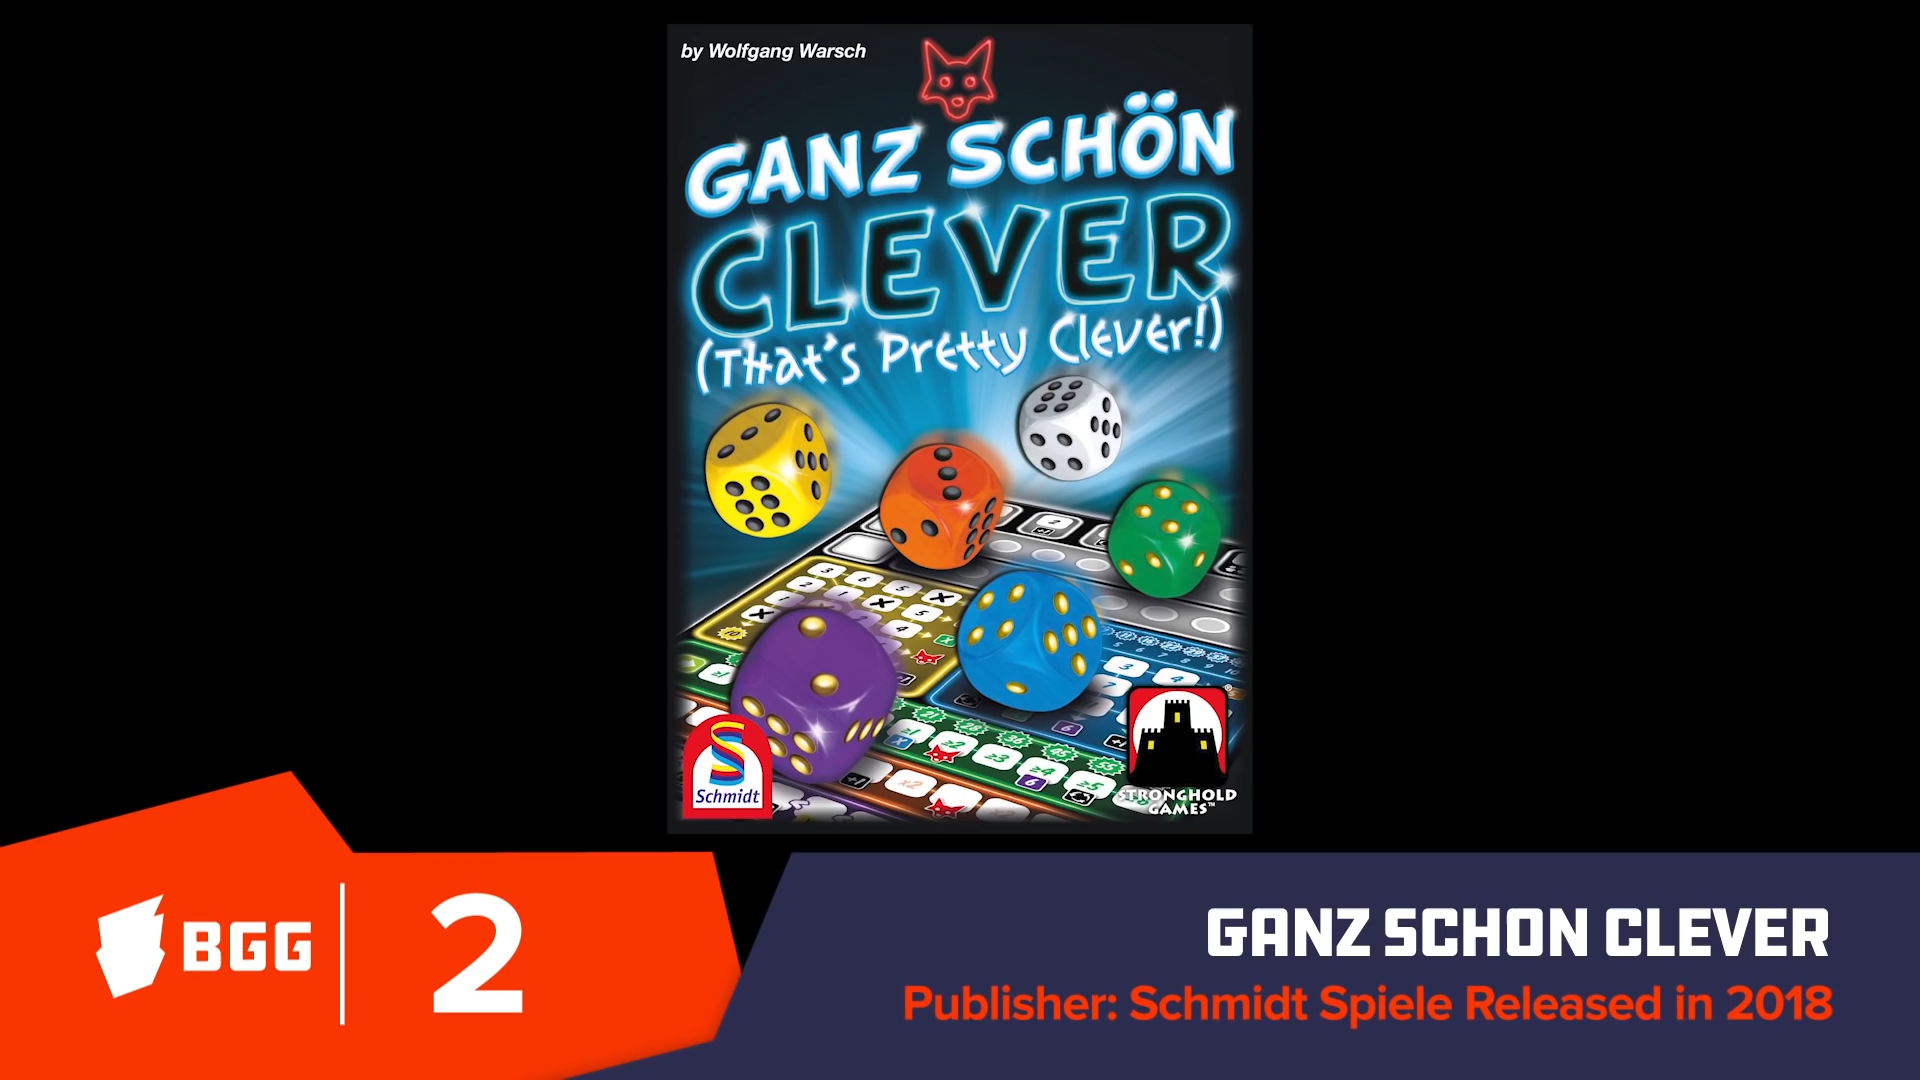 by Wolfgang Warsch
GANZ SCHÖN
CLEVER
(That's Pretty Clever!)
Schmidt
STRONGHOLD
GAMES™
BGG
2
GANZ SCHON CLEVER
Publisher: Schmidt Spiele Released in 2018